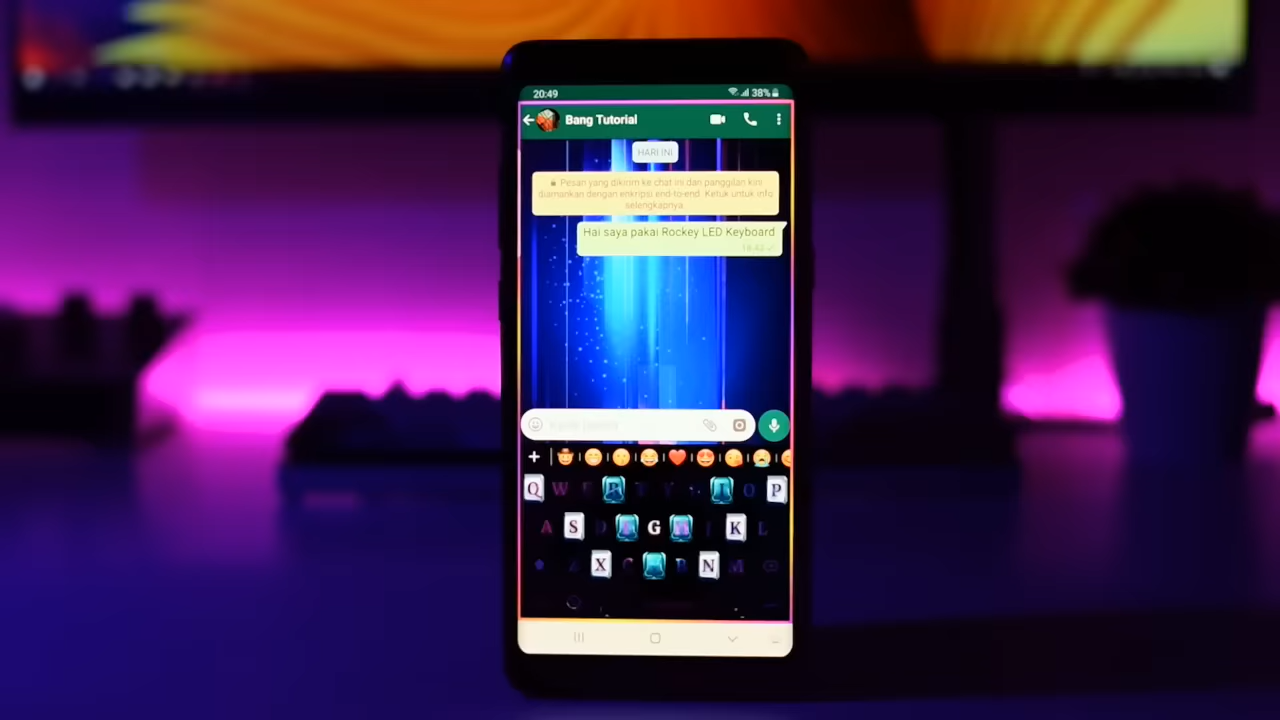 20:49
38%
Bang Tutorial
HARI INI
Pesan yang dikirim ke chat ini dan panggilan kini
diamankan dengan enkripsi end-to-end. Ketuk untuk info
selengkapnya.
Hai saya pakai Rockey LED Keyboard
Q W I O P
A S D G K L
X C B N M